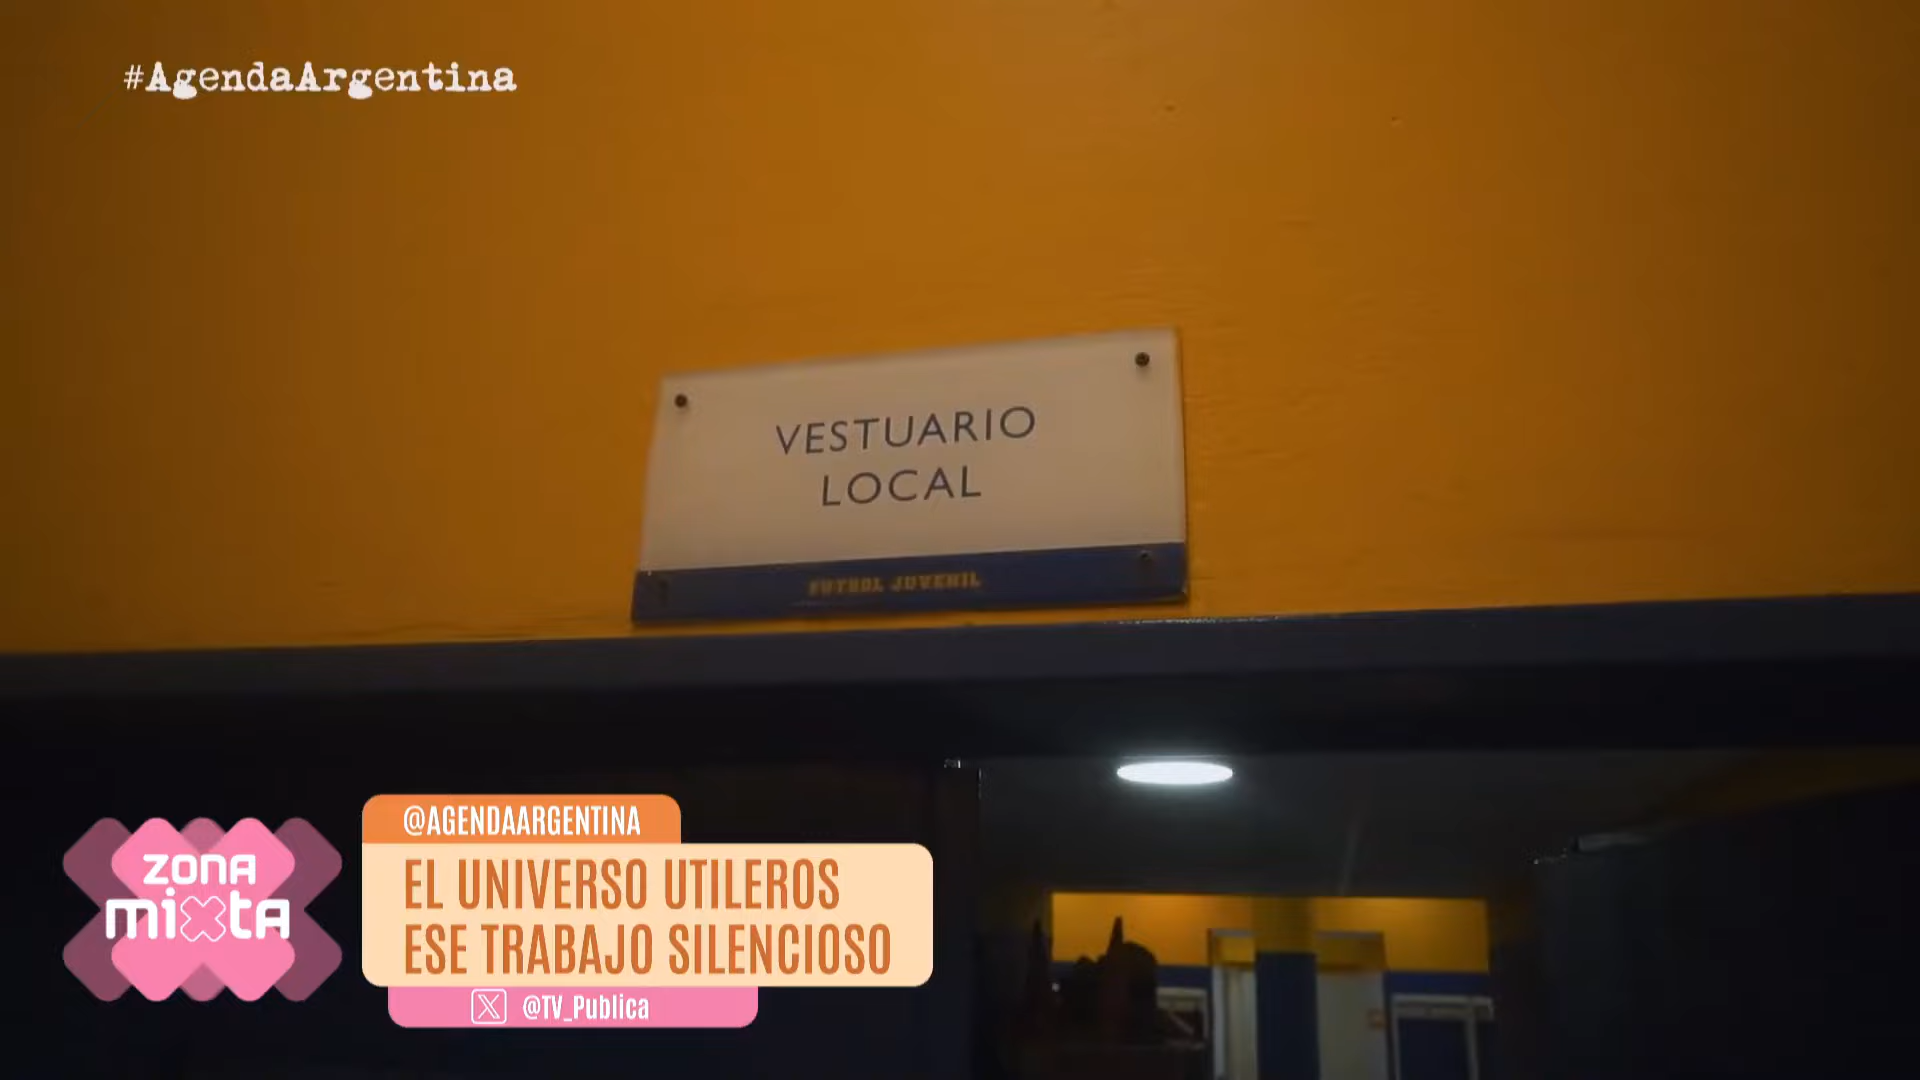 #AgendaArgentina
VESTUARIO
LOCAL
FUTBOL JUVENIL
@AGENDAARGENTINA
ZONA
mixta
EL UNIVERSO UTILEROS
ESE TRABAJO SILENCIOSO
@TV_Publica